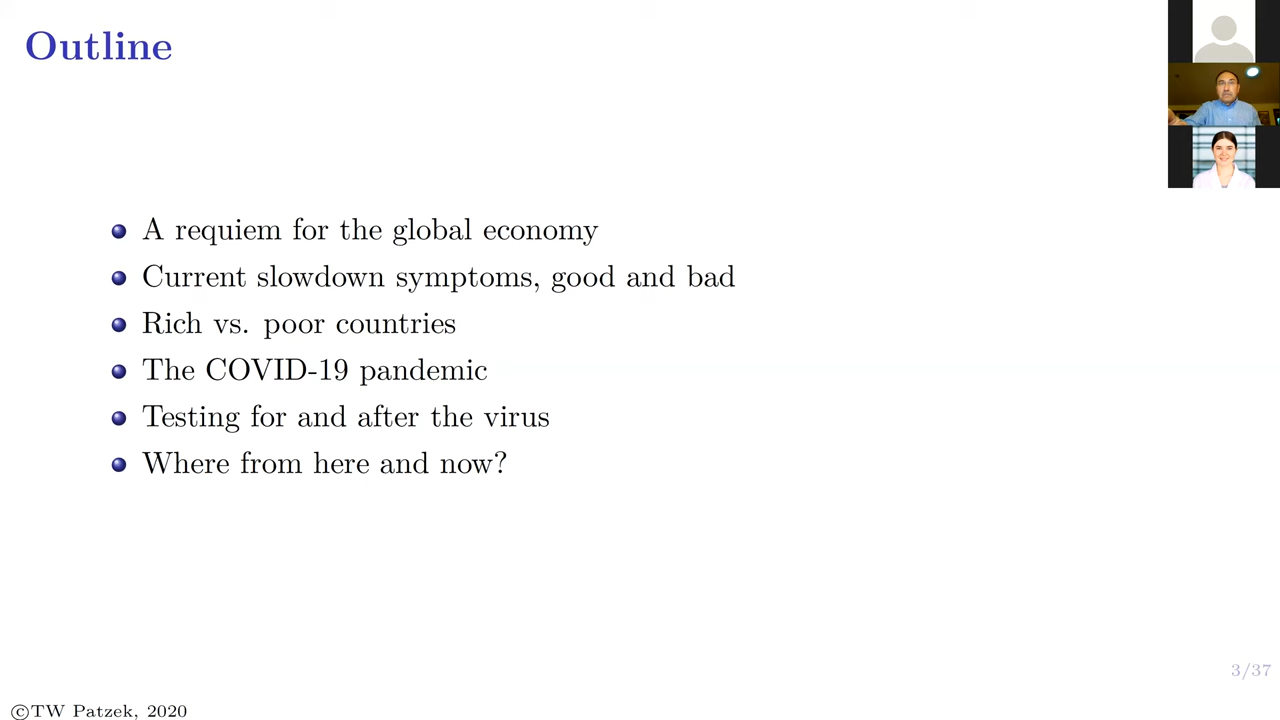 Outline
A requiem for the global economy
Current slowdown symptoms, good and bad
Rich vs. poor countries
The COVID-19 pandemic
Testing for and after the virus
Where from here and now?
3/37
©TW Patzek, 2020